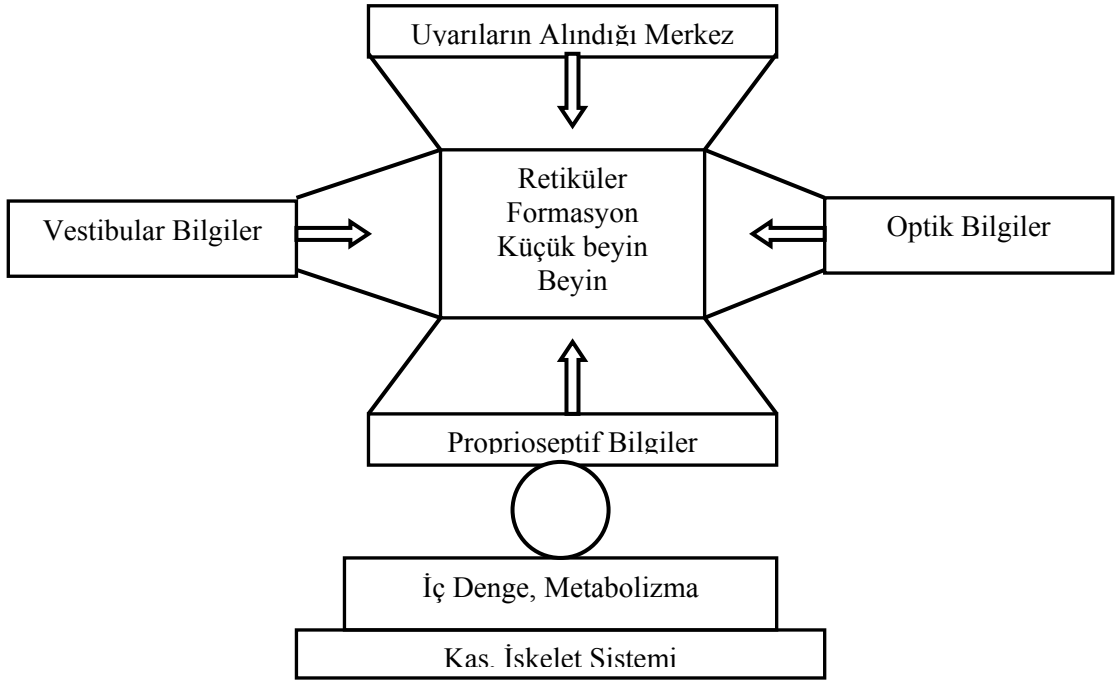 Uyarıların Alındığı Merkez
Retiküler
Formasyon
Küçük beyin
Beyin
Vestibular Bilgiler
Optik Bilgiler
Proprioseptif Bilgiler
İç Denge, Metabolizma
Kas, İskelet Sistemi